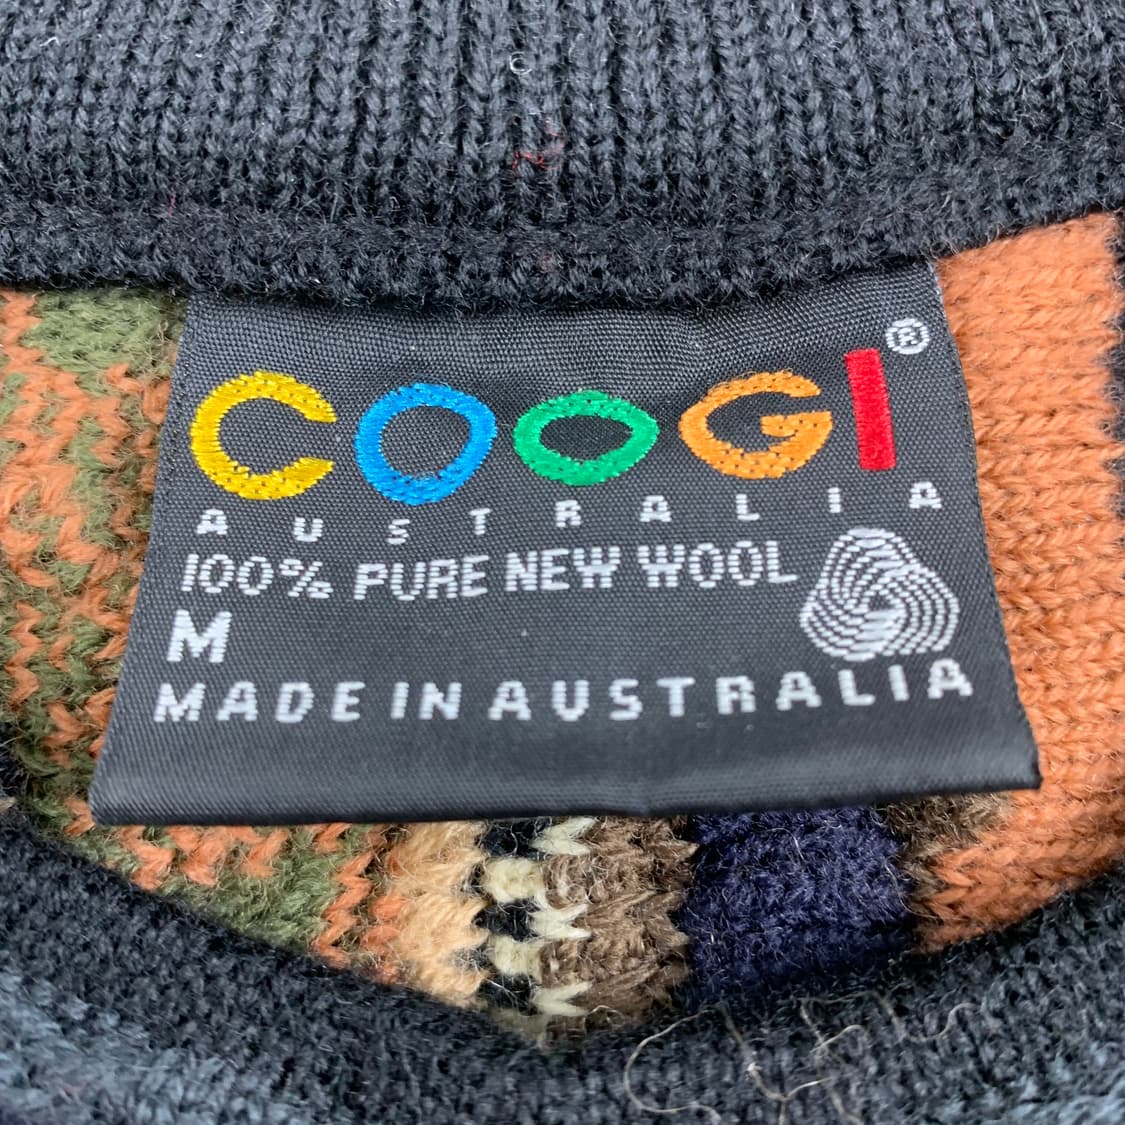 COOGI®
AUSTRALIA
100% PURE NEW WOOL
M
MADE IN AUSTRALIA